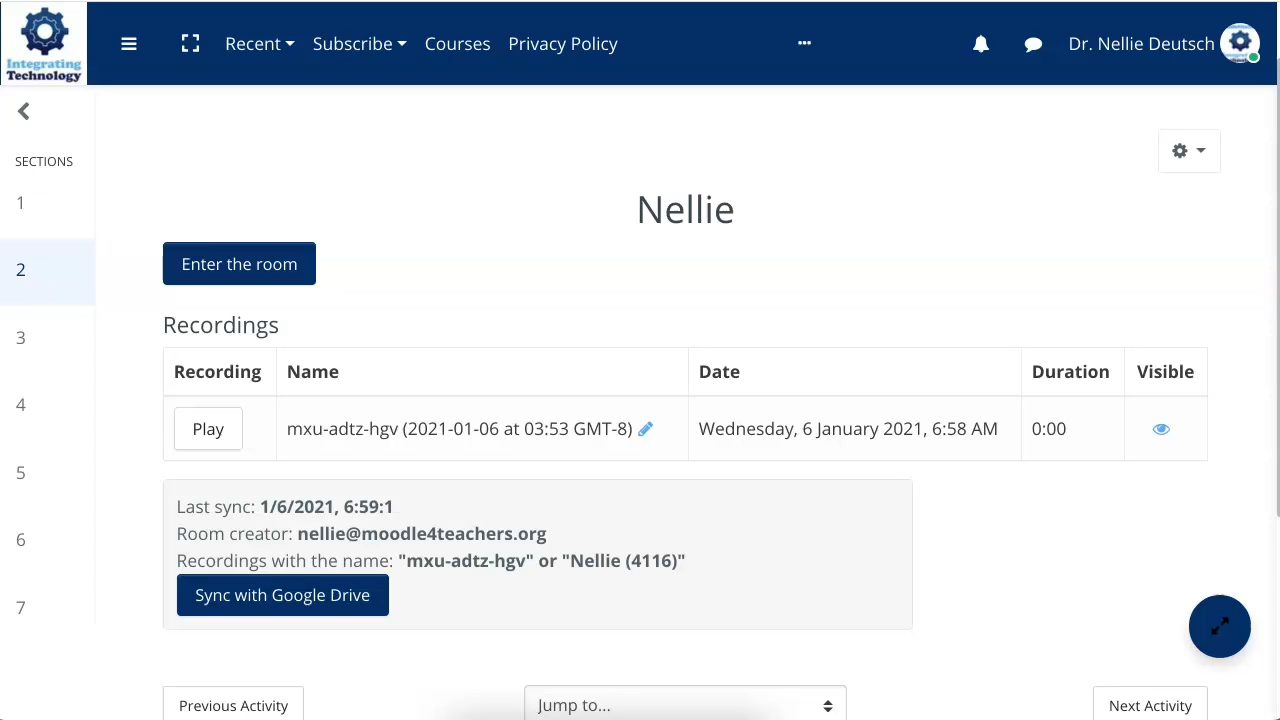 Integrating
Technology
Recent
Subscribe
Courses
Privacy Policy
Dr. Nellie Deutsch
SECTIONS
1
2
3
4
5
6
7
Nellie
Enter the room
Recordings
Recording Name Date Duration Visible
Play mxu-adtz-hgv (2021-01-06 at 03:53 GMT-8) Wednesday, 6 January 2021, 6:58 AM 0:00
Last sync: 1/6/2021, 6:59:1
Room creator: nellie@moodle4teachers.org
Recordings with the name: "mxu-adtz-hgv" or "Nellie (4116)"
Sync with Google Drive
Previous Activity
Jump to...
Next Activity